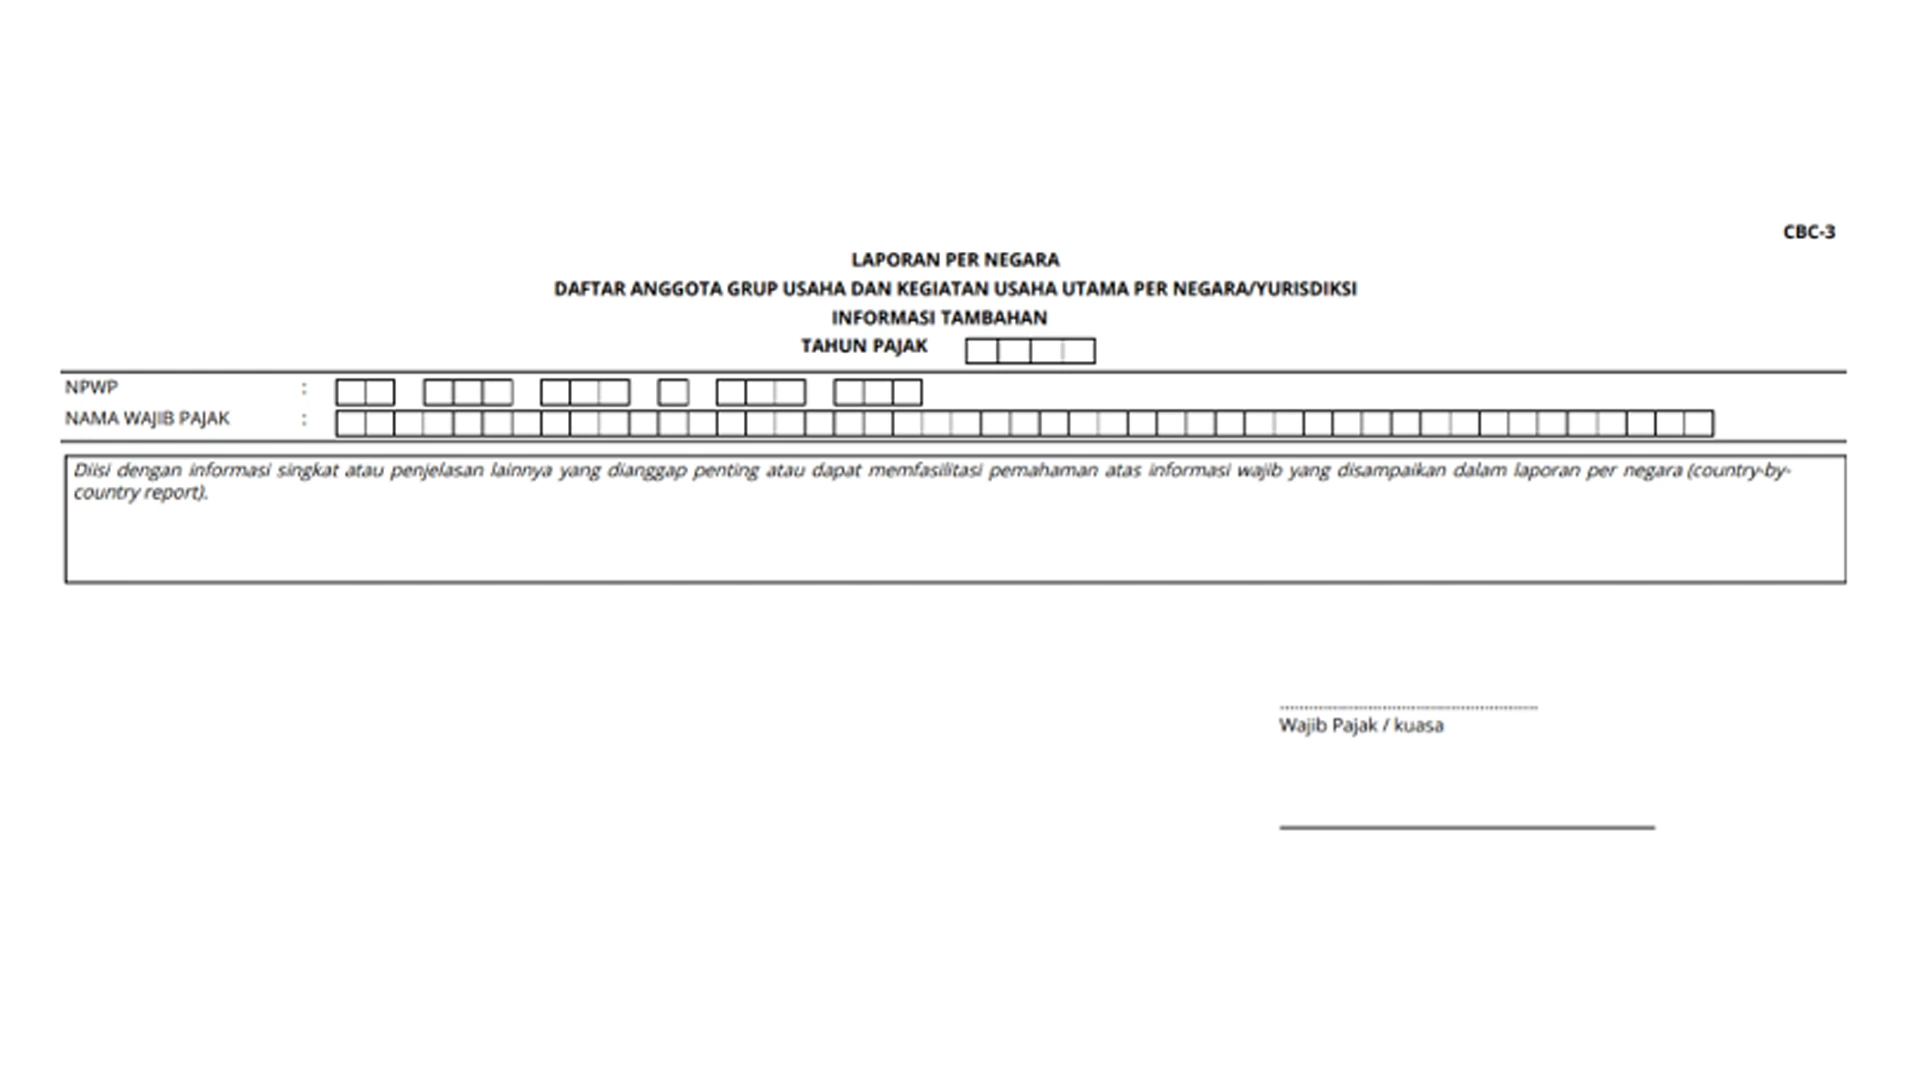 CBC-3
LAPORAN PER NEGARA
DAFTAR ANGGOTA GRUP USAHA DAN KEGIATAN USAHA UTAMA PER NEGARA/YURISDIKSI
INFORMASI TAMBAHAN
TAHUN PAJAK
NPWP :
NAMA WAJIB PAJAK :
Diisi dengan informasi singkat atau penjelasan lainnya yang dianggap penting atau dapat memfasilitasi pemahaman atas informasi wajib yang disampaikan dalam laporan per negara (country-by-
country report).
Wajib Pajak / kuasa